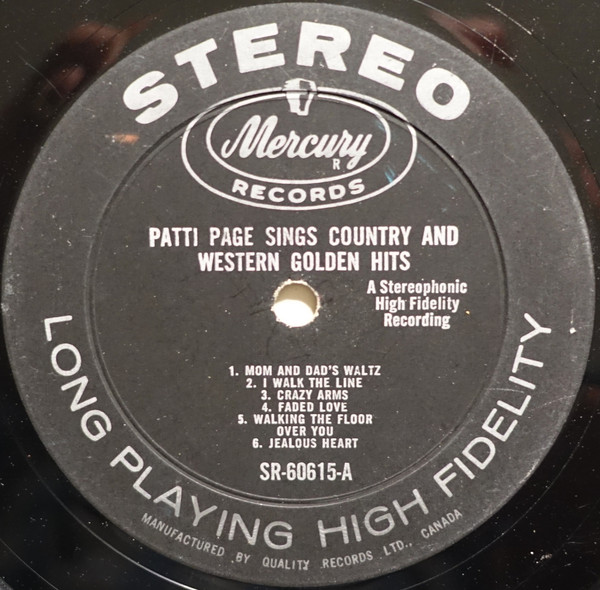 STEREO
Mercury
R
RECORDS
PATTI PAGE SINGS COUNTRY AND
WESTERN GOLDEN HITS
A Stereophonic
High Fidelity
Recording
1. MOM AND DAD'S WALTZ
2. I WALK THE LINE
3. CRAZY ARMS
4. FADED LOVE
5. WALKING THE FLOOR
OVER YOU
6. JEALOUS HEART
SR-60615-A
LONG PLAYING HIGH FIDELITY
MANUFACTURED BY QUALITY RECORDS LTD., CANADA